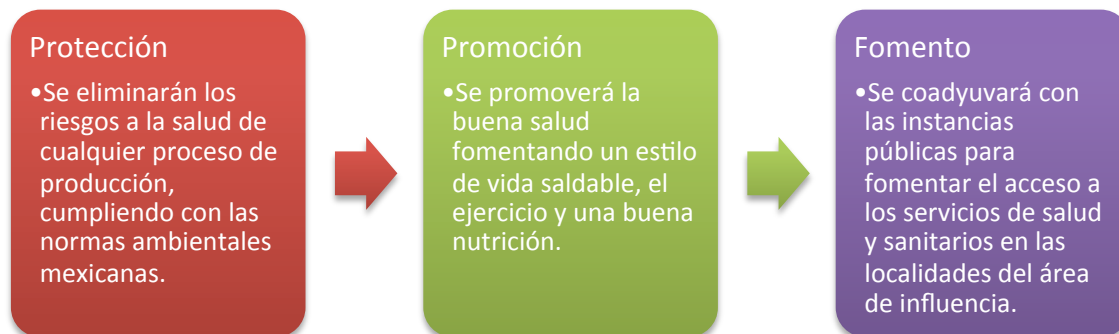 Protección
•Se eliminarán los
riesgos a la salud de
cualquier proceso de
producción,
cumpliendo con las
normas ambientales
mexicanas.
Promoción
•Se promoverá la
buena salud
fomentando un estilo
de vida saldable, el
ejercicio y una buena
nutrición.
Fomento
•Se coadyuvará con
las instancias
públicas para
fomentar el acceso a
los servicios de salud
y sanitarios en las
localidades del área
de influencia.